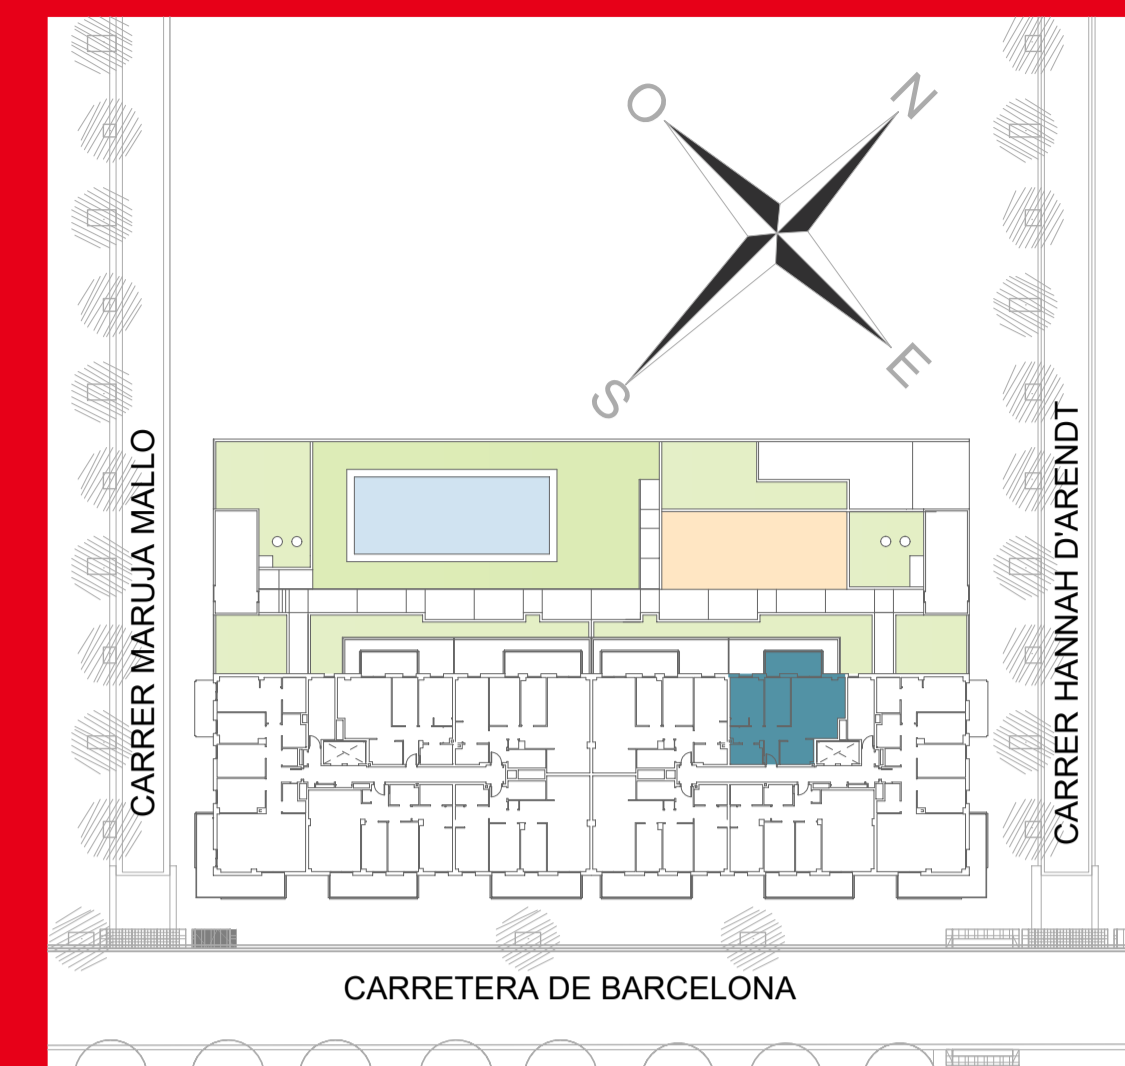 O
N
S
E
CARRER MARUJA MALLO
CARRER HANNAH D'ARENDT
CARRETERA DE BARCELONA